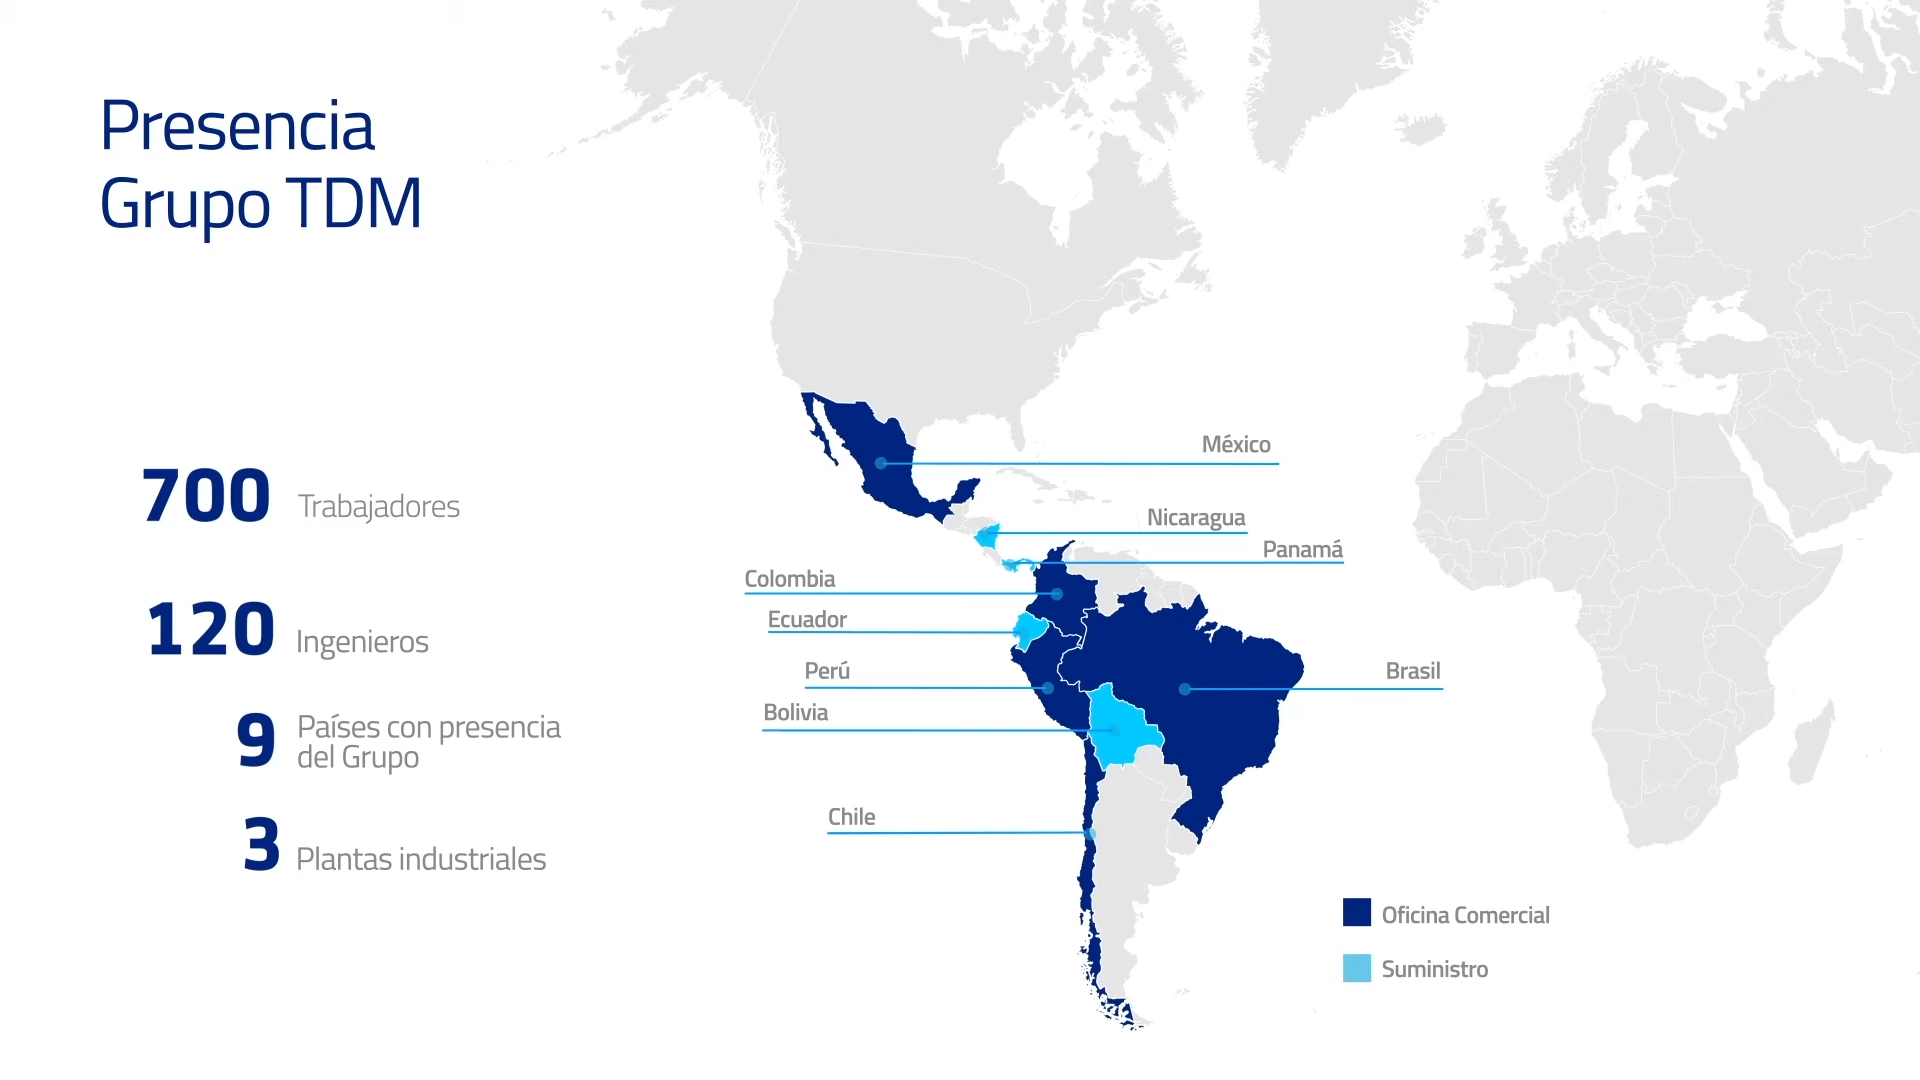 Presencia
Grupo TDM
700 Trabajadores
120 Ingenieros
9 Países con presencia
del Grupo
3 Plantas industriales
México
Nicaragua
Panamá
Colombia
Ecuador
Perú
Brasil
Bolivia
Chile
Oficina Comercial
Suministro